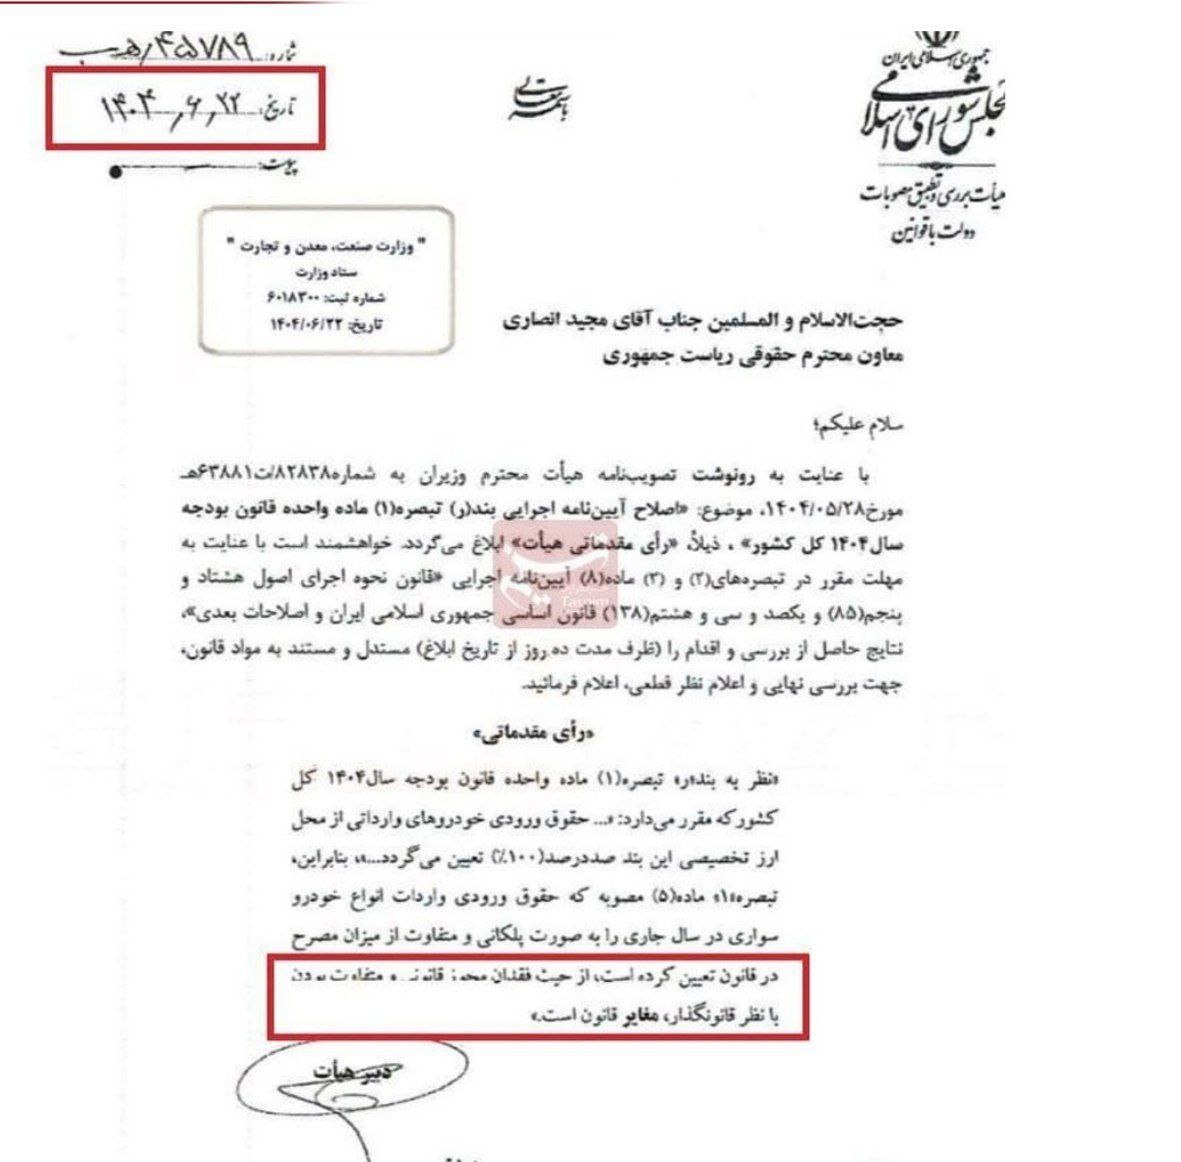 شماره: ۴۵۷۸۹/هـ ب
تاریخ: ۱۴۰۴,۶,۲۲
پیوست:
باسمه تعالی
جمهوری اسلامی ایران
مجلس شورای اسلامی
هیأت بررسی و تطبیق مصوبات
دولت با قوانین
" وزارت صنعت، معدن و تجارت "
ستاد وزارت
شماره ثبت: ۶۰۱۸۳۰۰
تاریخ: ۱۴۰۴/۰۶/۲۲
حجت‌الاسلام و المسلمین جناب آقای مجید انصاری
معاون محترم حقوقی ریاست جمهوری
سلام علیکم؛
با عنایت به رونوشت تصویب‌نامه هیأت محترم وزیران به شماره۸۲۸۳۸/ت۶۳۸۸۱هـ
مورخ۱۴۰۴/۰۵/۲۸، موضوع: «اصلاح آیین‌نامه اجرایی بند(ر) تبصره(۱) ماده واحده قانون بودجه
سال۱۴۰۴ کل کشور» ، ذیلاً، «رأی مقدماتی هیأت» ابلاغ می‌گردد. خواهشمند است با عنایت به
مهلت مقرر در تبصره‌های(۲) و (۳) ماده(۸) آیین‌نامه اجرایی «قانون نحوه اجرای اصول هشتاد و
پنجم(۸۵) و یکصد و سی و هشتم(۱۳۸) قانون اساسی جمهوری اسلامی ایران و اصلاحات بعدی»،
نتایج حاصل از بررسی و اقدام را (ظرف مدت ده روز از تاریخ ابلاغ) مستدل و مستند به مواد قانون،
جهت بررسی نهایی و اعلام نظر قطعی، اعلام فرمائید.
Tasnim
«رأی مقدماتی»
«نظر به بند«ر» تبصره(۱) ماده واحده قانون بودجه سال۱۴۰۴ کل
کشور که مقرر می‌دارد: «... حقوق ورودی خودروهای وارداتی از محل
ارز تخصیصی این بند صددرصد(۱۰۰٪) تعیین می‌گردد...»، بنابراین،
تبصره«۱» ماده(۵) مصوبه که حقوق ورودی واردات انواع خودرو
سواری در سال جاری را به صورت پلکانی و متفاوت از میزان مصرح
در قانون تعیین کرده است، از حیث فقدان مجوز قانونی و متفاوت بودن
با نظر قانونگذار، مغایر قانون است.»
دبیر هیأت